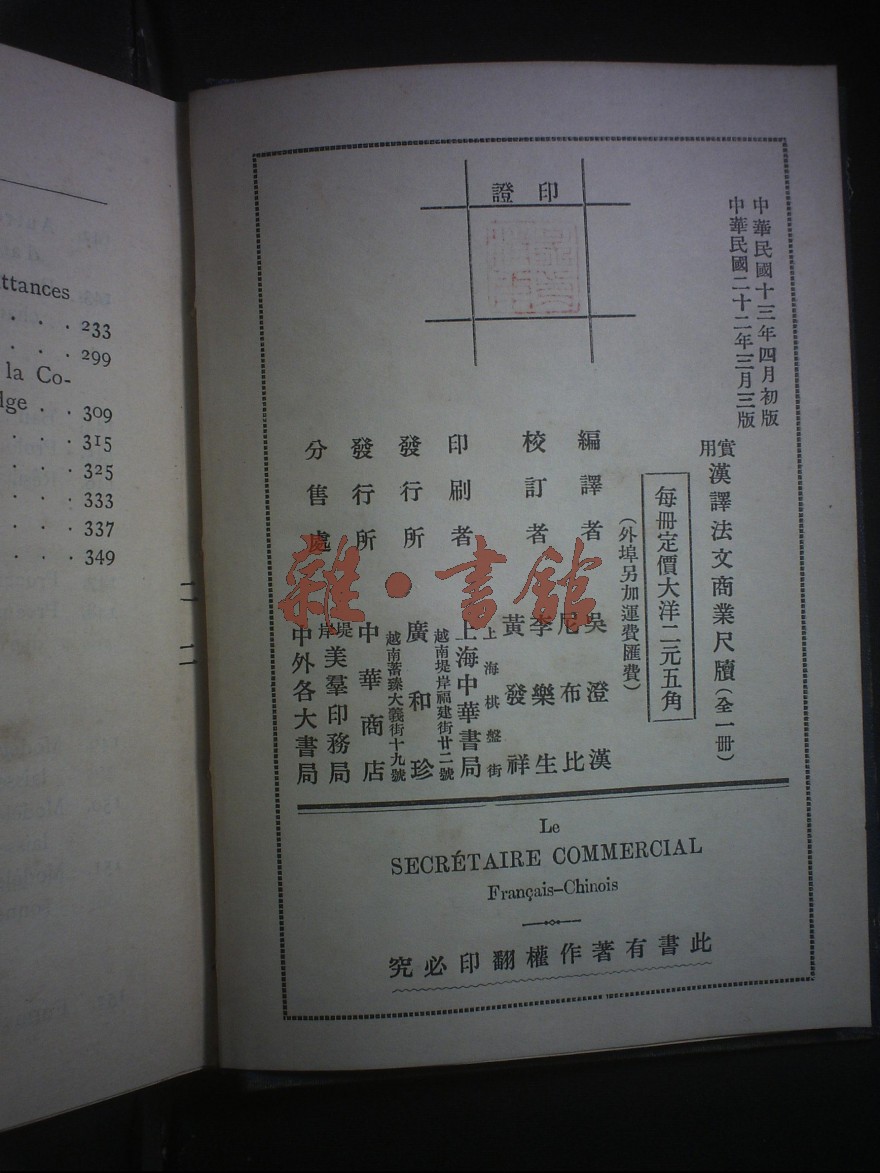 ttances
. . . 233
. . . 299
la Co-
lge . . 309
. . . 315
. . . 325
. . . 333
. . . 337
. . . 349
印證
中華民國十三年四月初版
中華民國二十二年三月三版
實用漢譯法文商業尺牘(全一冊)
每冊定價大洋二元五角
(外埠另加運費匯費)
編譯者 吳澄漢
尼布比
校訂者 李樂生
黃發祥
印刷者 上海棋盤街
上海中華書局
發行所 越南堤岸福建街廿二號
廣和珍
發行所 越南蓄臻大義街十九號
中華商店
分售處 堤岸美羣印務局
中外各大書局
雜·書館
Le
SECRÉTAIRE COMMERCIAL
Français–Chinois
此書有著作權翻印必究